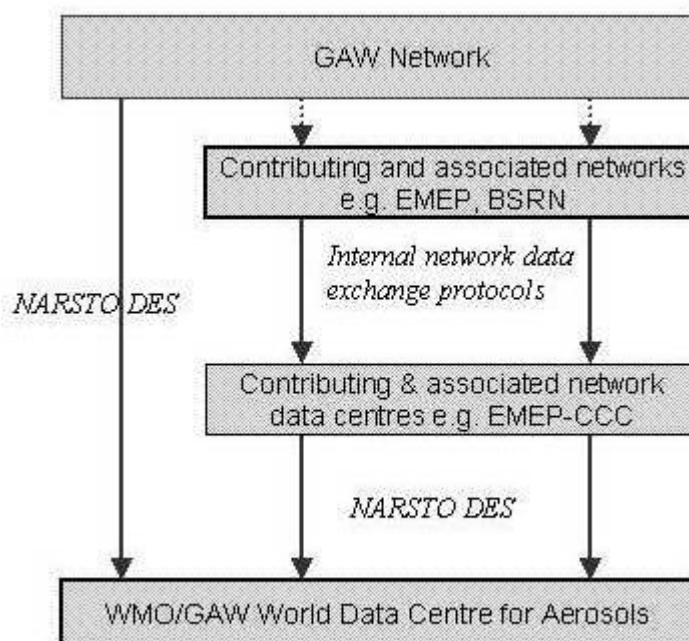 GAW Network
Contributing and associated networks
e.g. EMEP, BSRN
Internal network data
exchange protocols
NARSTO DES
Contributing & associated network
data centres e.g. EMEP-CCC
NARSTO DES
WMO/GAW World Data Centre for Aerosols